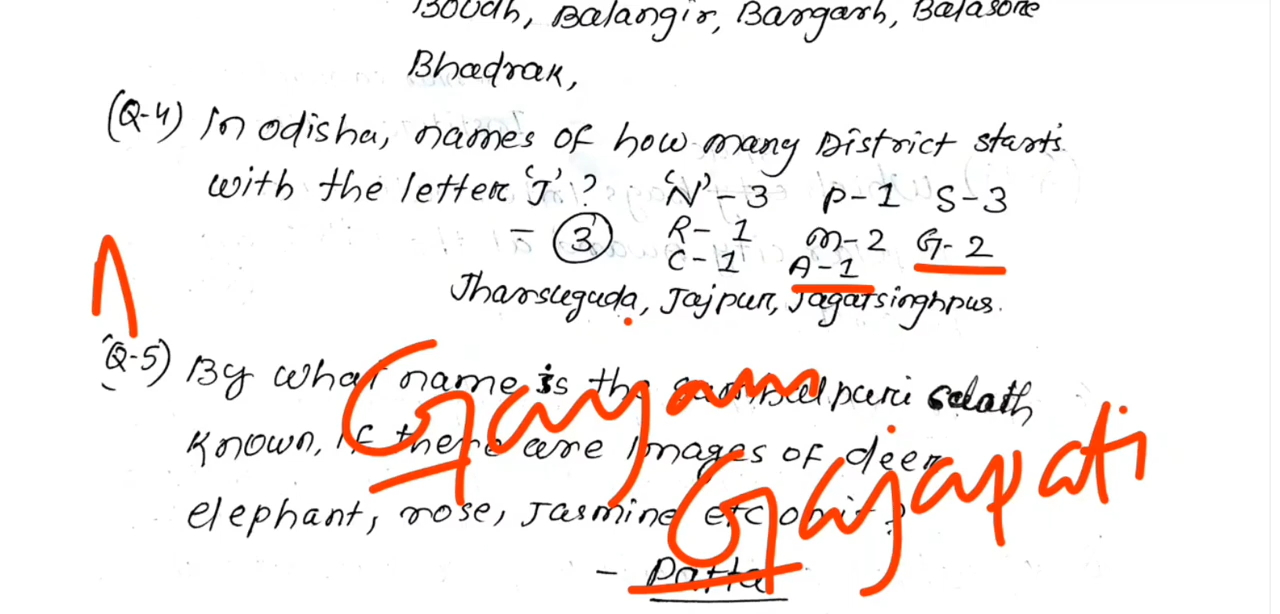 Boudh, Balangir, Bargarh, Balasore
Bhadrak,
(Q-4) In odisha, names of how many District starts
with the letter 'J'? 'N' - 3 P - 1 S - 3
- 3 R - 1 m - 2 G - 2
C - 1 A - 1
Jharsuguda, Jajpur, Jagatsinghpur.
(Q-5) By what name is the sambalpuri cloth
known, if there are images of deer
elephant, rose, Jasmine etc on it?
Ganjam
Gajapati
- Patta